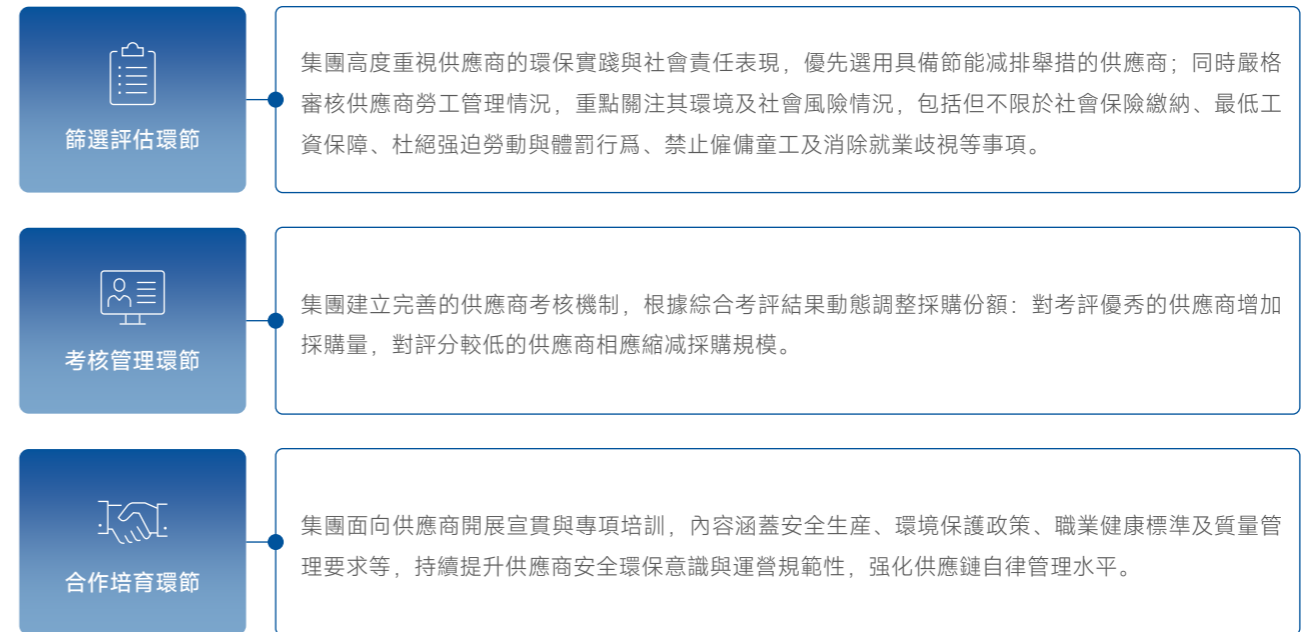 篩選評估環節
集團高度重視供應商的環保實踐與社會責任表現，優先選用具備節能减排舉措的供應商；同時嚴格
審核供應商勞工管理情況，重點關注其環境及社會風險情況，包括但不限於社會保險繳納、最低工
資保障、杜絕强迫勞動與體罰行爲、禁止僱傭童工及消除就業歧視等事項。
考核管理環節
集團建立完善的供應商考核機制，根據綜合考評結果動態調整採購份額：對考評優秀的供應商增加
採購量，對評分較低的供應商相應縮减採購規模。
合作培育環節
集團面向供應商開展宣貫與專項培訓，內容涵蓋安全生產、環境保護政策、職業健康標準及質量管
理要求等，持續提升供應商安全環保意識與運營規範性，强化供應鏈自律管理水平。